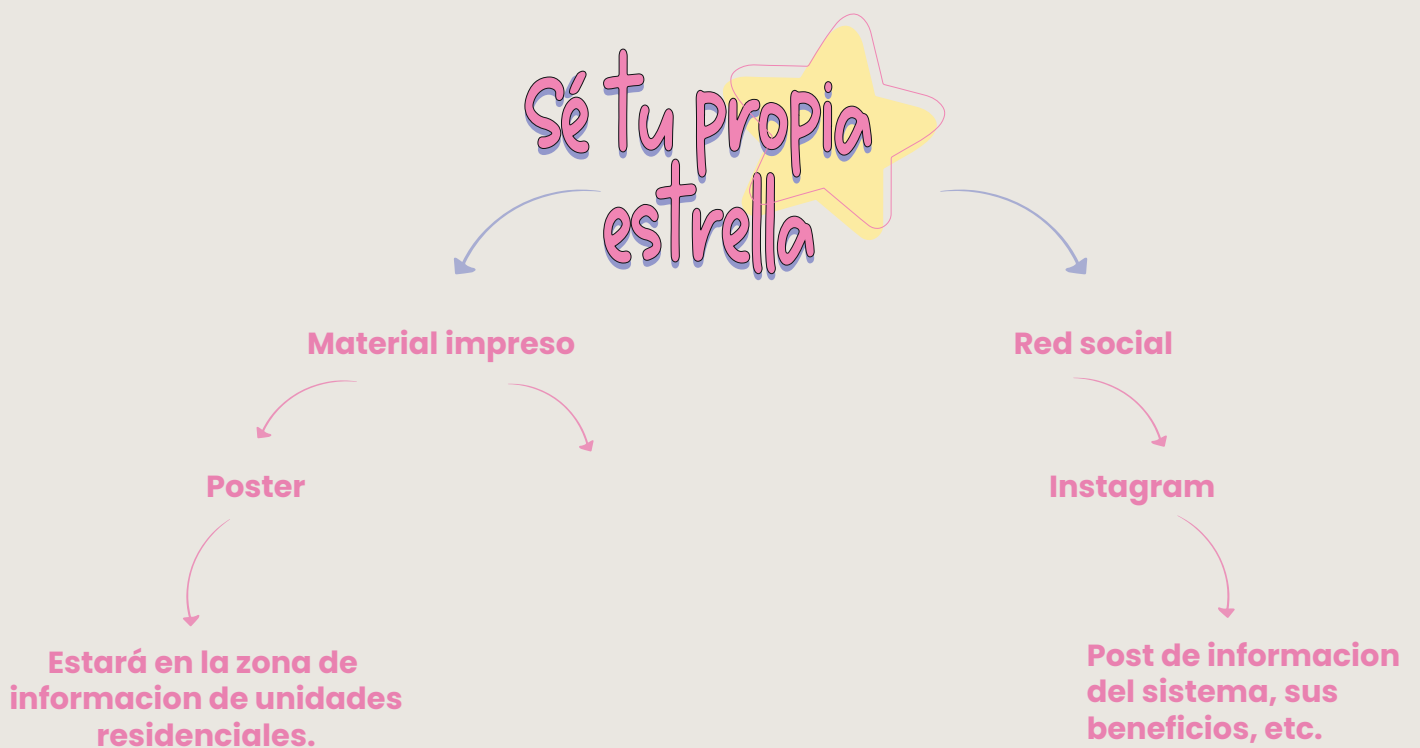 Sé tu propia
estrella
Material impreso
Red social
Poster
Instagram
Estará en la zona de
informacion de unidades
residenciales.
Post de informacion
del sistema, sus
beneficios, etc.